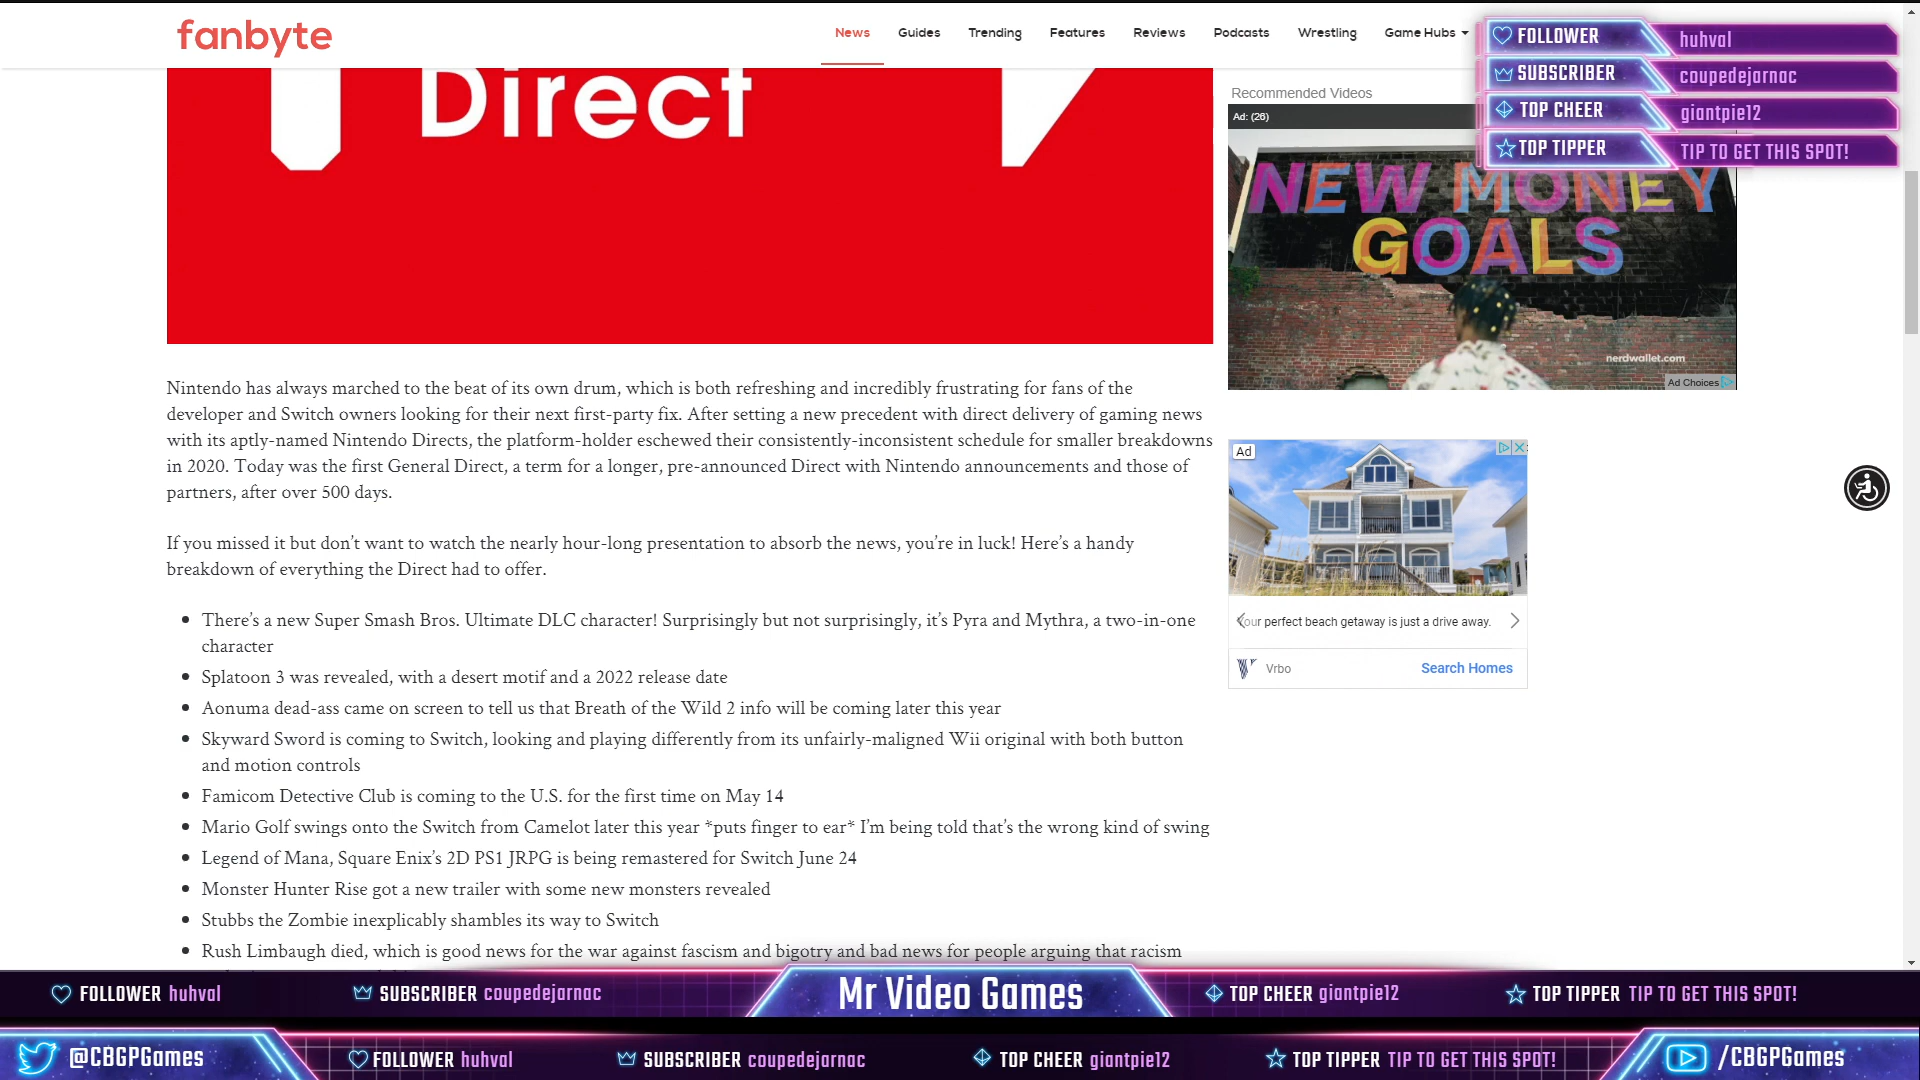 fanbyte
News Guides Trending Features Reviews Podcasts Wrestling Game Hubs
FOLLOWER huhval
SUBSCRIBER coupedejarnac
TOP CHEER giantpie12
TOP TIPPER TIP TO GET THIS SPOT!
Direct
Recommended Videos
Ad: (26)
NEW MONEY
GOALS
nerdwallet.com
Ad Choices
Nintendo has always marched to the beat of its own drum, which is both refreshing and incredibly frustrating for fans of the
developer and Switch owners looking for their next first-party fix. After setting a new precedent with direct delivery of gaming news
with its aptly-named Nintendo Directs, the platform-holder eschewed their consistently-inconsistent schedule for smaller breakdowns
in 2020. Today was the first General Direct, a term for a longer, pre-announced Direct with Nintendo announcements and those of
partners, after over 500 days.
If you missed it but don’t want to watch the nearly hour-long presentation to absorb the news, you’re in luck! Here’s a handy
breakdown of everything the Direct had to offer.
There’s a new Super Smash Bros. Ultimate DLC character! Surprisingly but not surprisingly, it’s Pyra and Mythra, a two-in-one
character
Splatoon 3 was revealed, with a desert motif and a 2022 release date
Aonuma dead-ass came on screen to tell us that Breath of the Wild 2 info will be coming later this year
Skyward Sword is coming to Switch, looking and playing differently from its unfairly-maligned Wii original with both button
and motion controls
Famicom Detective Club is coming to the U.S. for the first time on May 14
Mario Golf swings onto the Switch from Camelot later this year *puts finger to ear* I’m being told that’s the wrong kind of swing
Legend of Mana, Square Enix’s 2D PS1 JRPG is being remastered for Switch June 24
Monster Hunter Rise got a new trailer with some new monsters revealed
Stubbs the Zombie inexplicably shambles its way to Switch
Rush Limbaugh died, which is good news for the war against fascism and bigotry and bad news for people arguing that racism
Ad
Your perfect beach getaway is just a drive away.
Vrbo Search Homes
FOLLOWER huhval SUBSCRIBER coupedejarnac Mr Video Games TOP CHEER giantpie12 TOP TIPPER TIP TO GET THIS SPOT!
@CBGPGames FOLLOWER huhval SUBSCRIBER coupedejarnac TOP CHEER giantpie12 TOP TIPPER TIP TO GET THIS SPOT! /CBGPGames